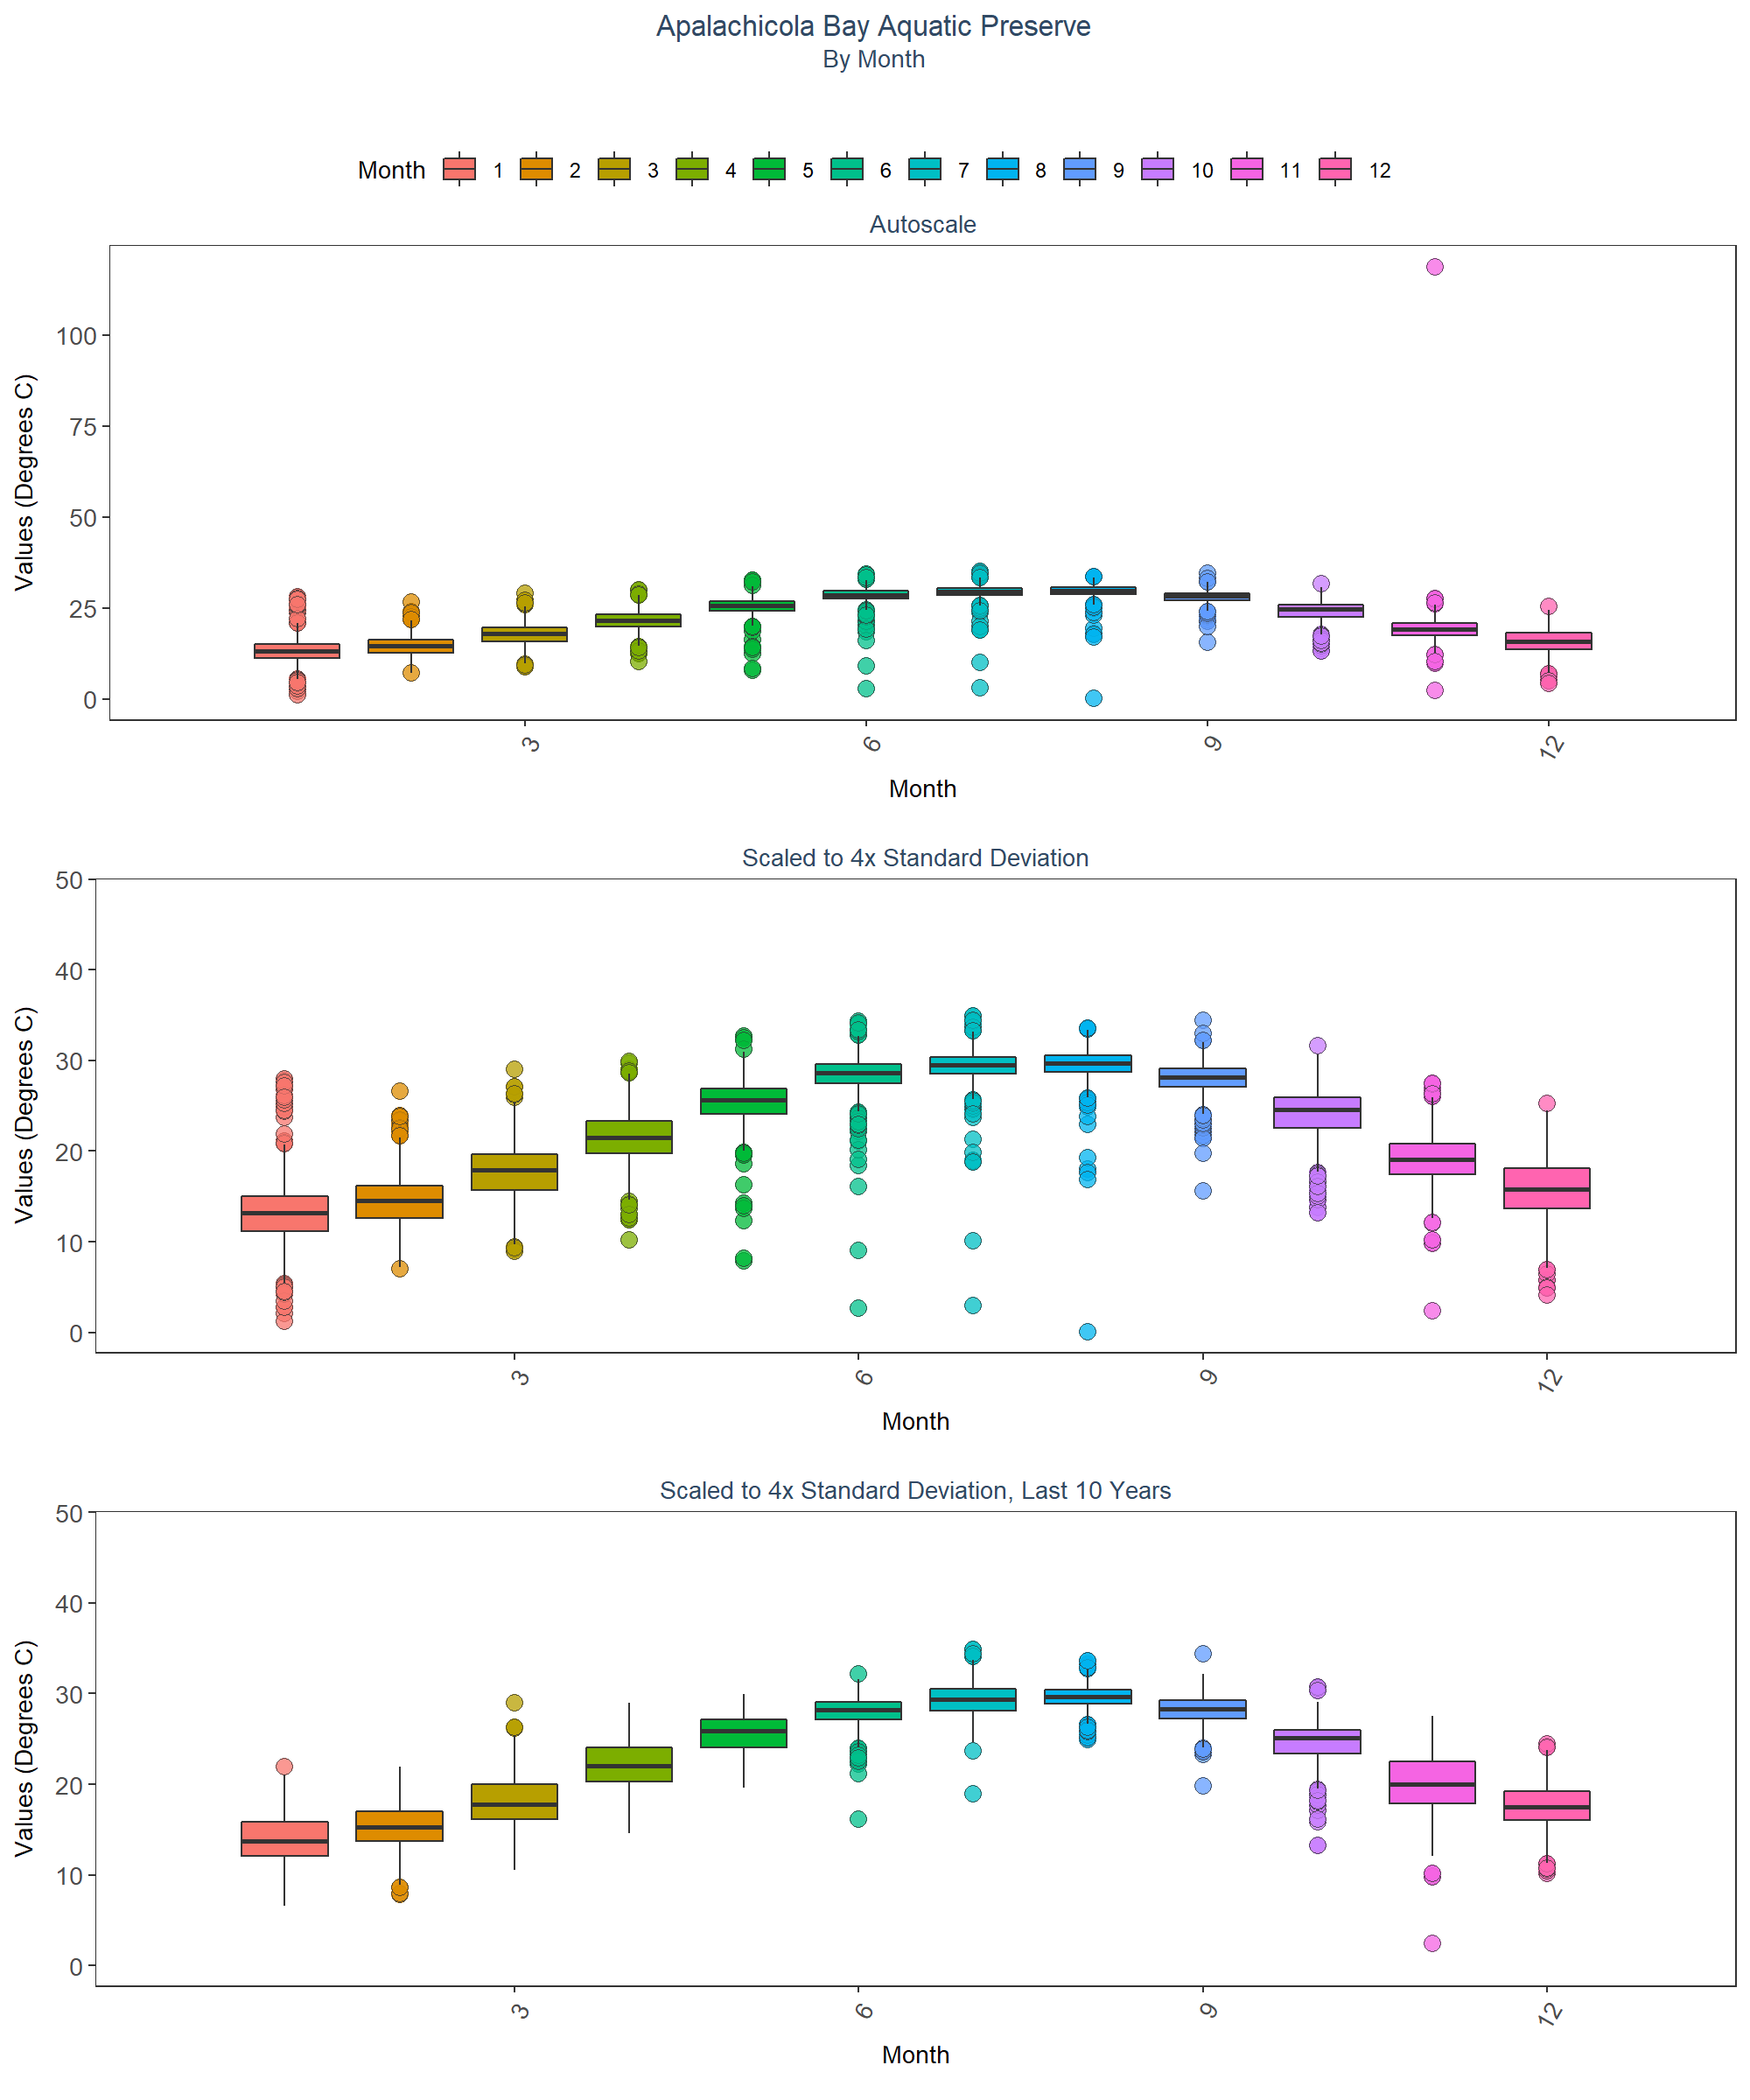 Apalachicola Bay Aquatic Preserve
By Month
Month 1 2 3 4 5 6 7 8 9 10 11 12
Autoscale
Values (Degrees C)
100
75
50
25
0
3 6 9 12
Month
Scaled to 4x Standard Deviation
Values (Degrees C)
50
40
30
20
10
0
3 6 9 12
Month
Scaled to 4x Standard Deviation, Last 10 Years
Values (Degrees C)
50
40
30
20
10
0
3 6 9 12
Month